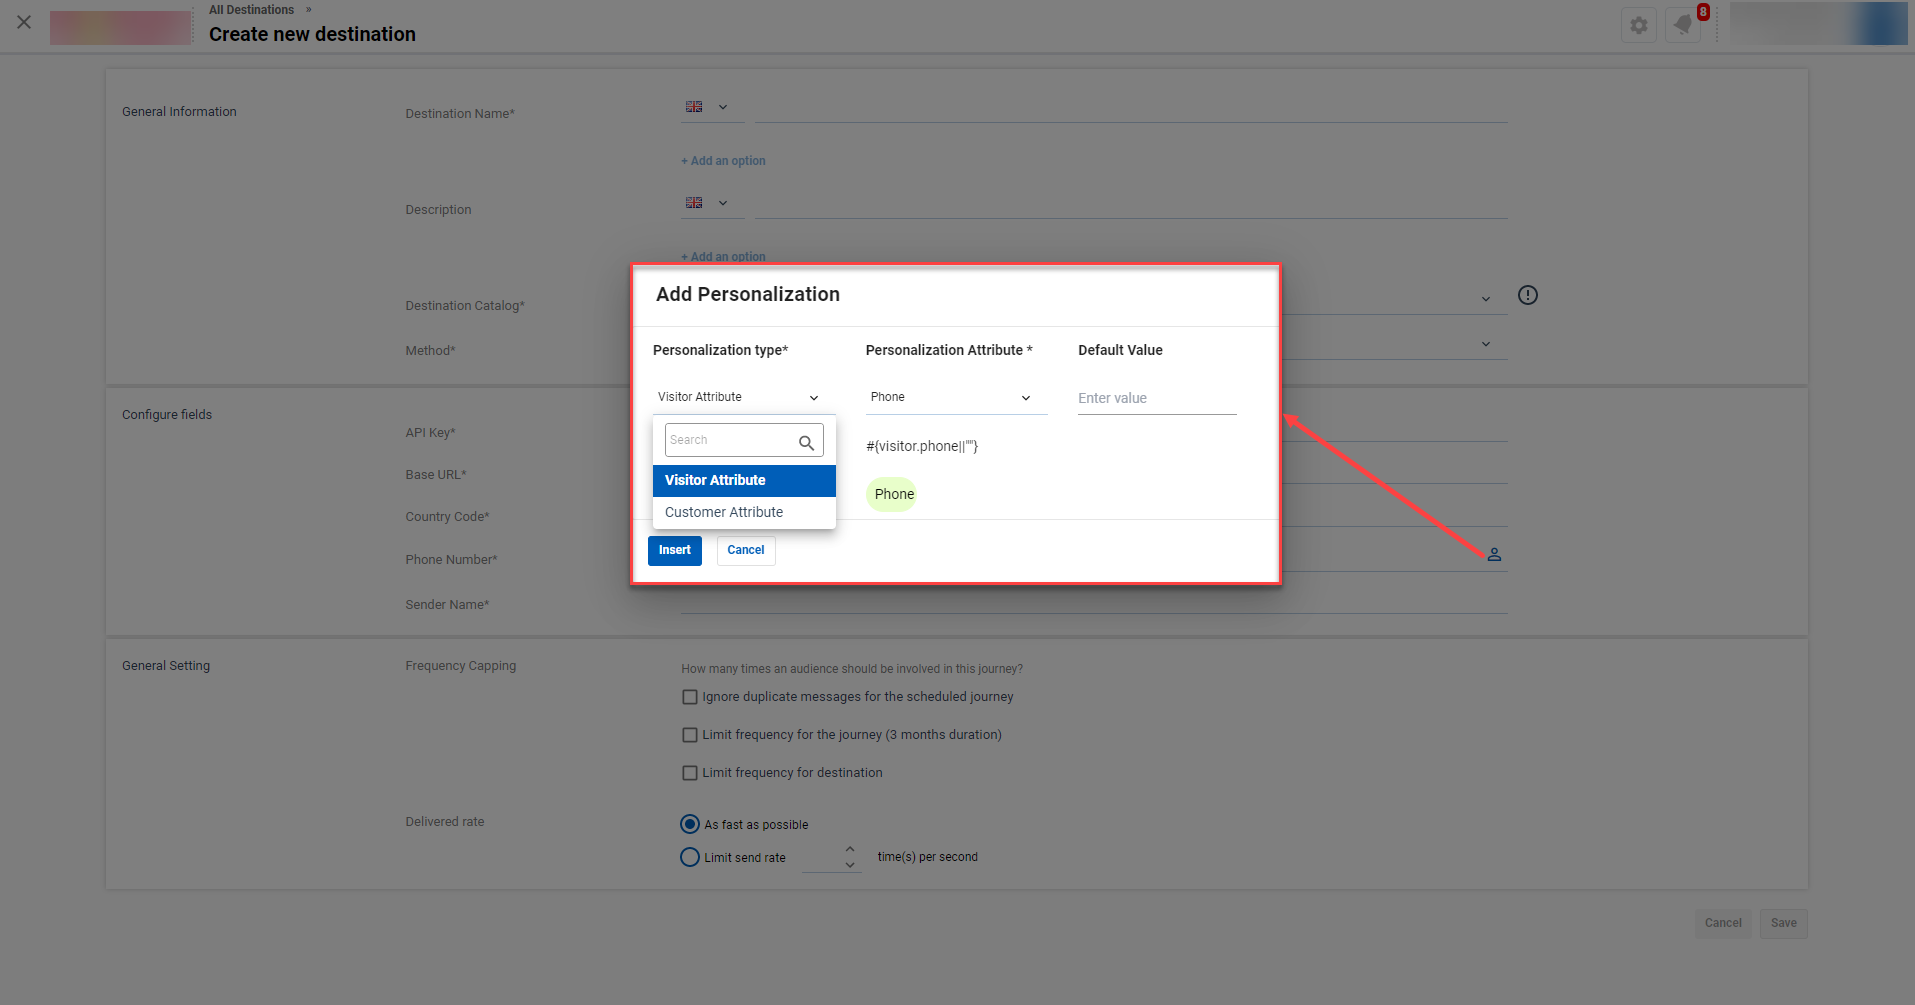 All Destinations »
Create new destination
8
General Information
Destination Name*
+ Add an option
Description
+ Add an option
Destination Catalog*
Method*
Add Personalization
Personalization type*
Personalization Attribute *
Default Value
Visitor Attribute
Phone
Enter value
Search
#{visitor.phone||""}
Visitor Attribute
Phone
Customer Attribute
Insert
Cancel
Configure fields
API Key*
Base URL*
Country Code*
Phone Number*
Sender Name*
General Setting
Frequency Capping
How many times an audience should be involved in this journey?
Ignore duplicate messages for the scheduled journey
Limit frequency for the journey (3 months duration)
Limit frequency for destination
Delivered rate
As fast as possible
Limit send rate
time(s) per second
Cancel
Save